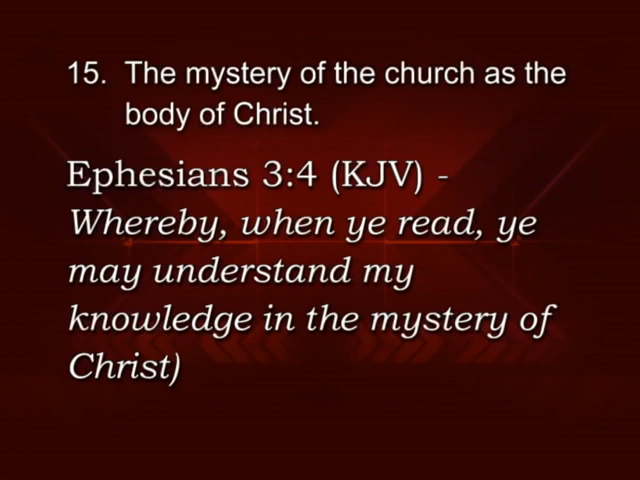 15. The mystery of the church as the
body of Christ.
Ephesians 3:4 (KJV) -
Whereby, when ye read, ye
may understand my
knowledge in the mystery of
Christ)